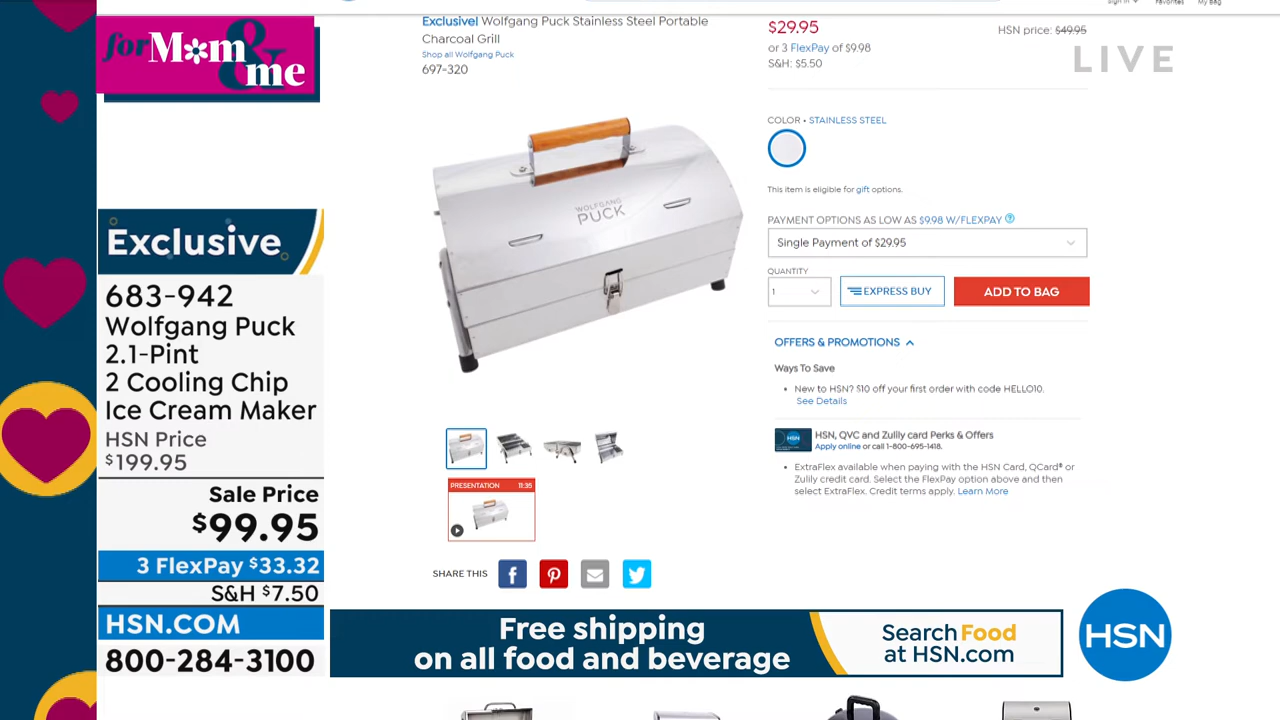 for Mom
&
me
Exclusive
683-942
Wolfgang Puck
2.1-Pint
2 Cooling Chip
Ice Cream Maker
HSN Price
$199.95
Sale Price
$99.95
3 FlexPay $33.32
S&H $7.50
HSN.COM
800-284-3100
Sign in
Favorites
My Bag
Exclusive! Wolfgang Puck Stainless Steel Portable
Charcoal Grill
Shop all Wolfgang Puck
697-320
WOLFGANG
PUCK
PRESENTATION 11:35
SHARE THIS
$29.95
HSN price: $49.95
or 3 FlexPay of $9.98
S&H: $5.50
LIVE
COLOR • STAINLESS STEEL
This item is eligible for gift options.
PAYMENT OPTIONS AS LOW AS $9.98 W/FLEXPAY ?
Single Payment of $29.95
QUANTITY
1
EXPRESS BUY
ADD TO BAG
OFFERS & PROMOTIONS
Ways To Save
• New to HSN? $10 off your first order with code HELLO10.
See Details
HSN
HSN, QVC and Zulily card Perks & Offers
Apply online or call 1-800-695-1418.
• ExtraFlex available when paying with the HSN Card, QCard® or
Zulily credit card. Select the FlexPay option above and then
select ExtraFlex. Credit terms apply. Learn More
Free shipping
on all food and beverage
Search Food
at HSN.com
HSN